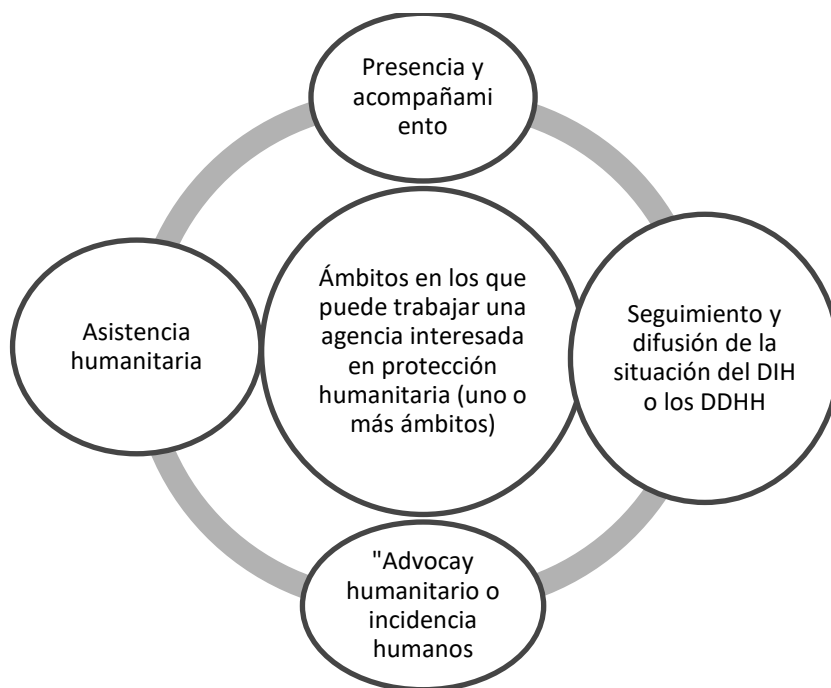 Presencia y
acompañami
ento
Ámbitos en los que
puede trabajar una
agencia interesada
en protección
humanitaria (uno o
más ámbitos)
Seguimiento y
difusión de la
situación del DIH
o los DDHH
Asistencia
humanitaria
"Advocay
humanitario o
incidencia
humanos